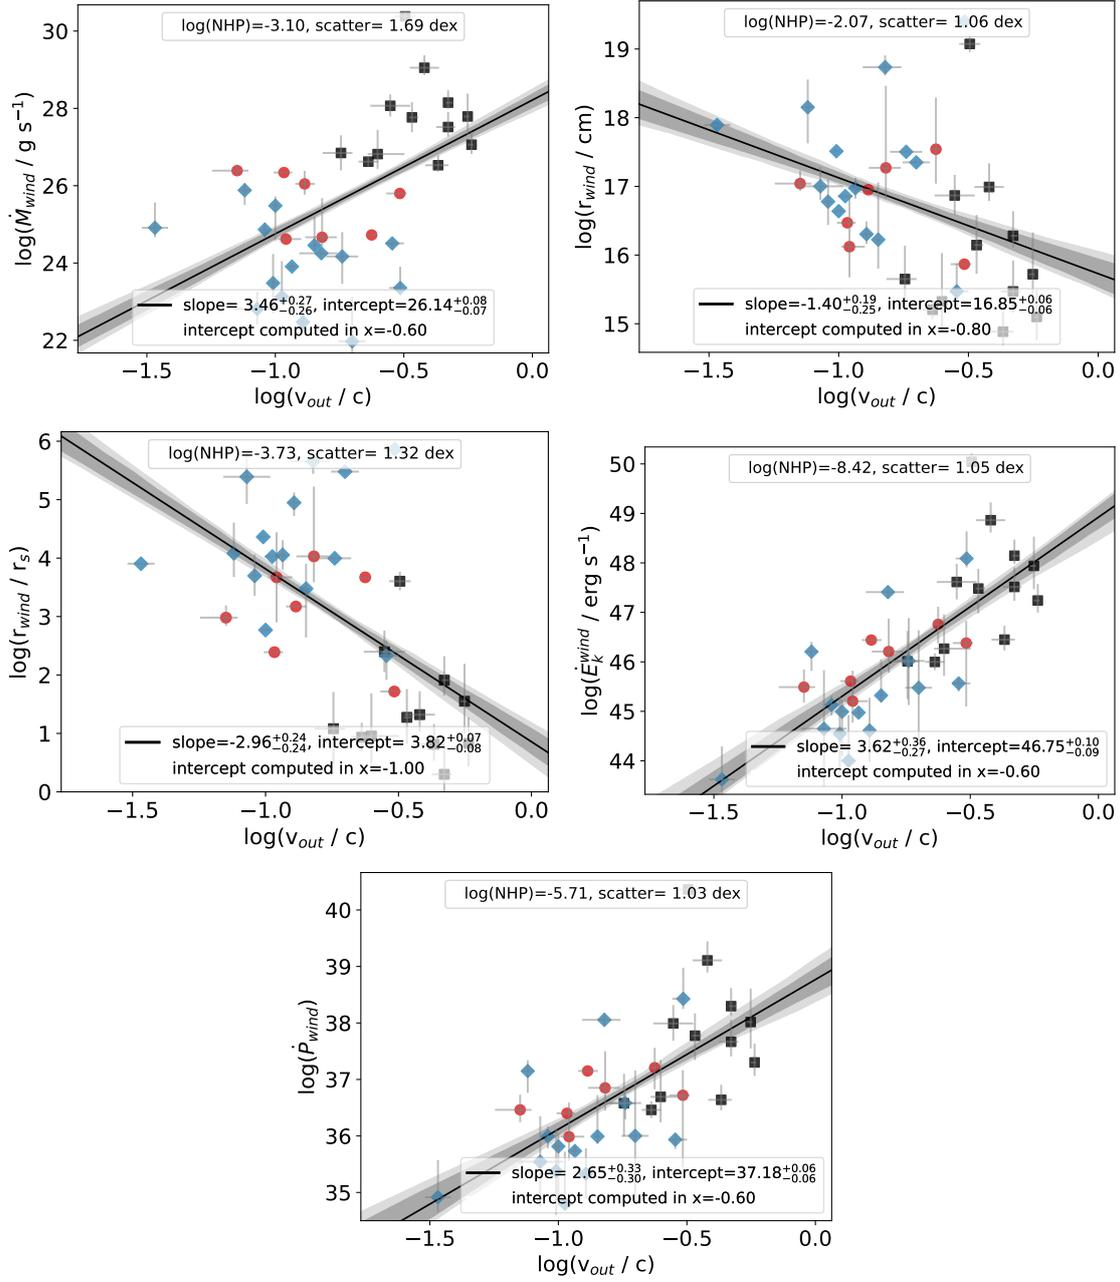 log(NHP)=-3.10, scatter= 1.69 dex
30
28
26
24
22
log(Ṁwind / g s−1)
slope= 3.46+0.27−0.26, intercept=26.14+0.08−0.07
intercept computed in x=-0.60
−1.5 −1.0 −0.5 0.0
log(vout / c)
log(NHP)=-2.07, scatter= 1.06 dex
19
18
17
16
15
log(rwind / cm)
slope=-1.40+0.19−0.25, intercept=16.85+0.06−0.06
intercept computed in x=-0.80
−1.5 −1.0 −0.5 0.0
log(vout / c)
log(NHP)=-3.73, scatter= 1.32 dex
6
5
4
3
2
1
0
log(rwind / rs)
slope=-2.96+0.24−0.24, intercept= 3.82+0.07−0.08
intercept computed in x=-1.00
−1.5 −1.0 −0.5 0.0
log(vout / c)
log(NHP)=-8.42, scatter= 1.05 dex
50
49
48
47
46
45
44
log(Ėkwind / erg s−1)
slope= 3.62+0.36−0.27, intercept=46.75+0.10−0.09
intercept computed in x=-0.60
−1.5 −1.0 −0.5 0.0
log(vout / c)
log(NHP)=-5.71, scatter= 1.03 dex
40
39
38
37
36
35
log(Ṗwind)
slope= 2.65+0.33−0.30, intercept=37.18+0.06−0.06
intercept computed in x=-0.60
−1.5 −1.0 −0.5 0.0
log(vout / c)